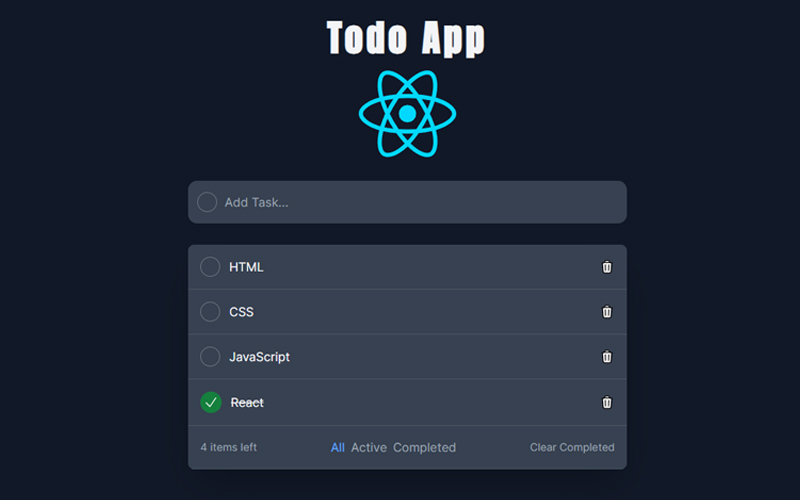 Todo App
Add Task...
HTML
CSS
JavaScript
React
4 items left All Active Completed Clear Completed